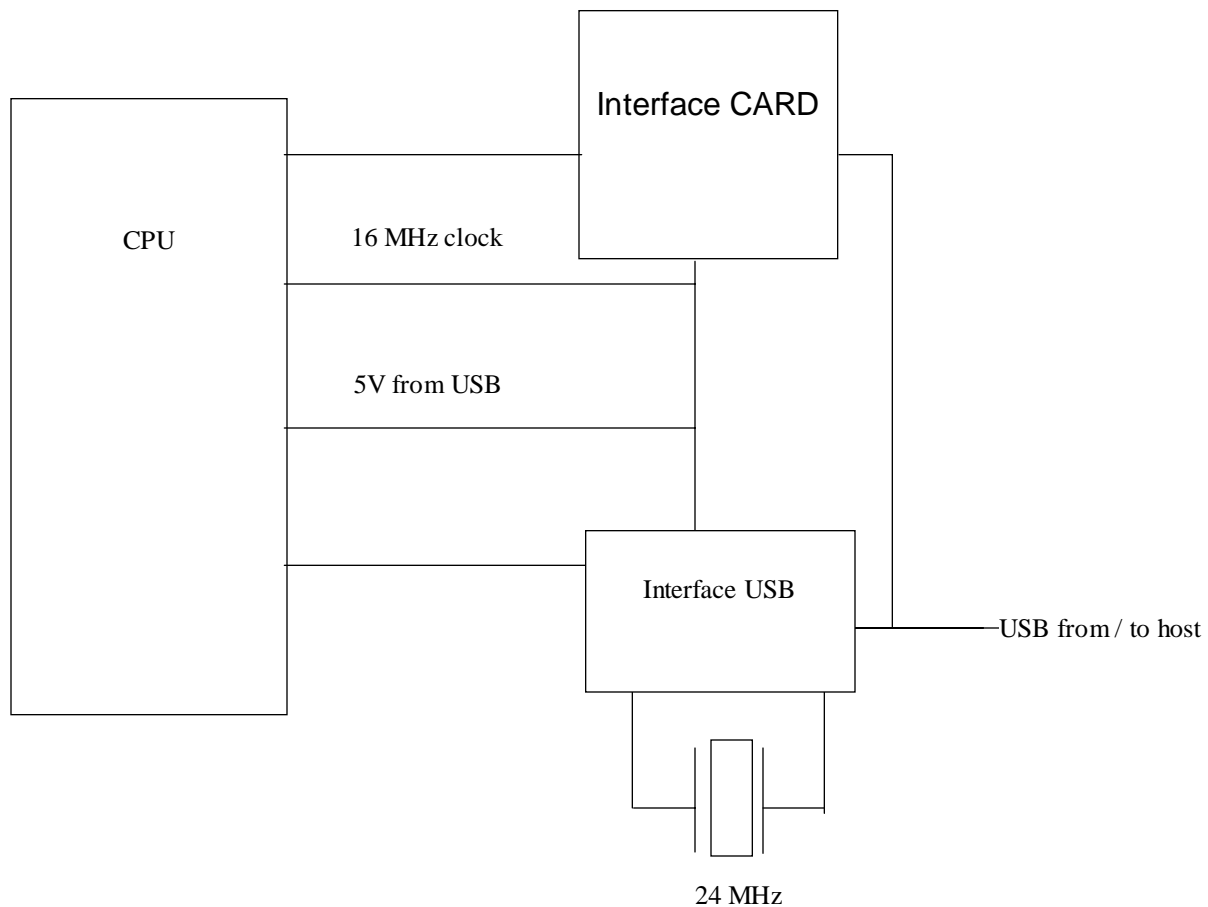 Interface CARD
CPU
16 MHz clock
5V from USB
Interface USB
USB from / to host
24 MHz